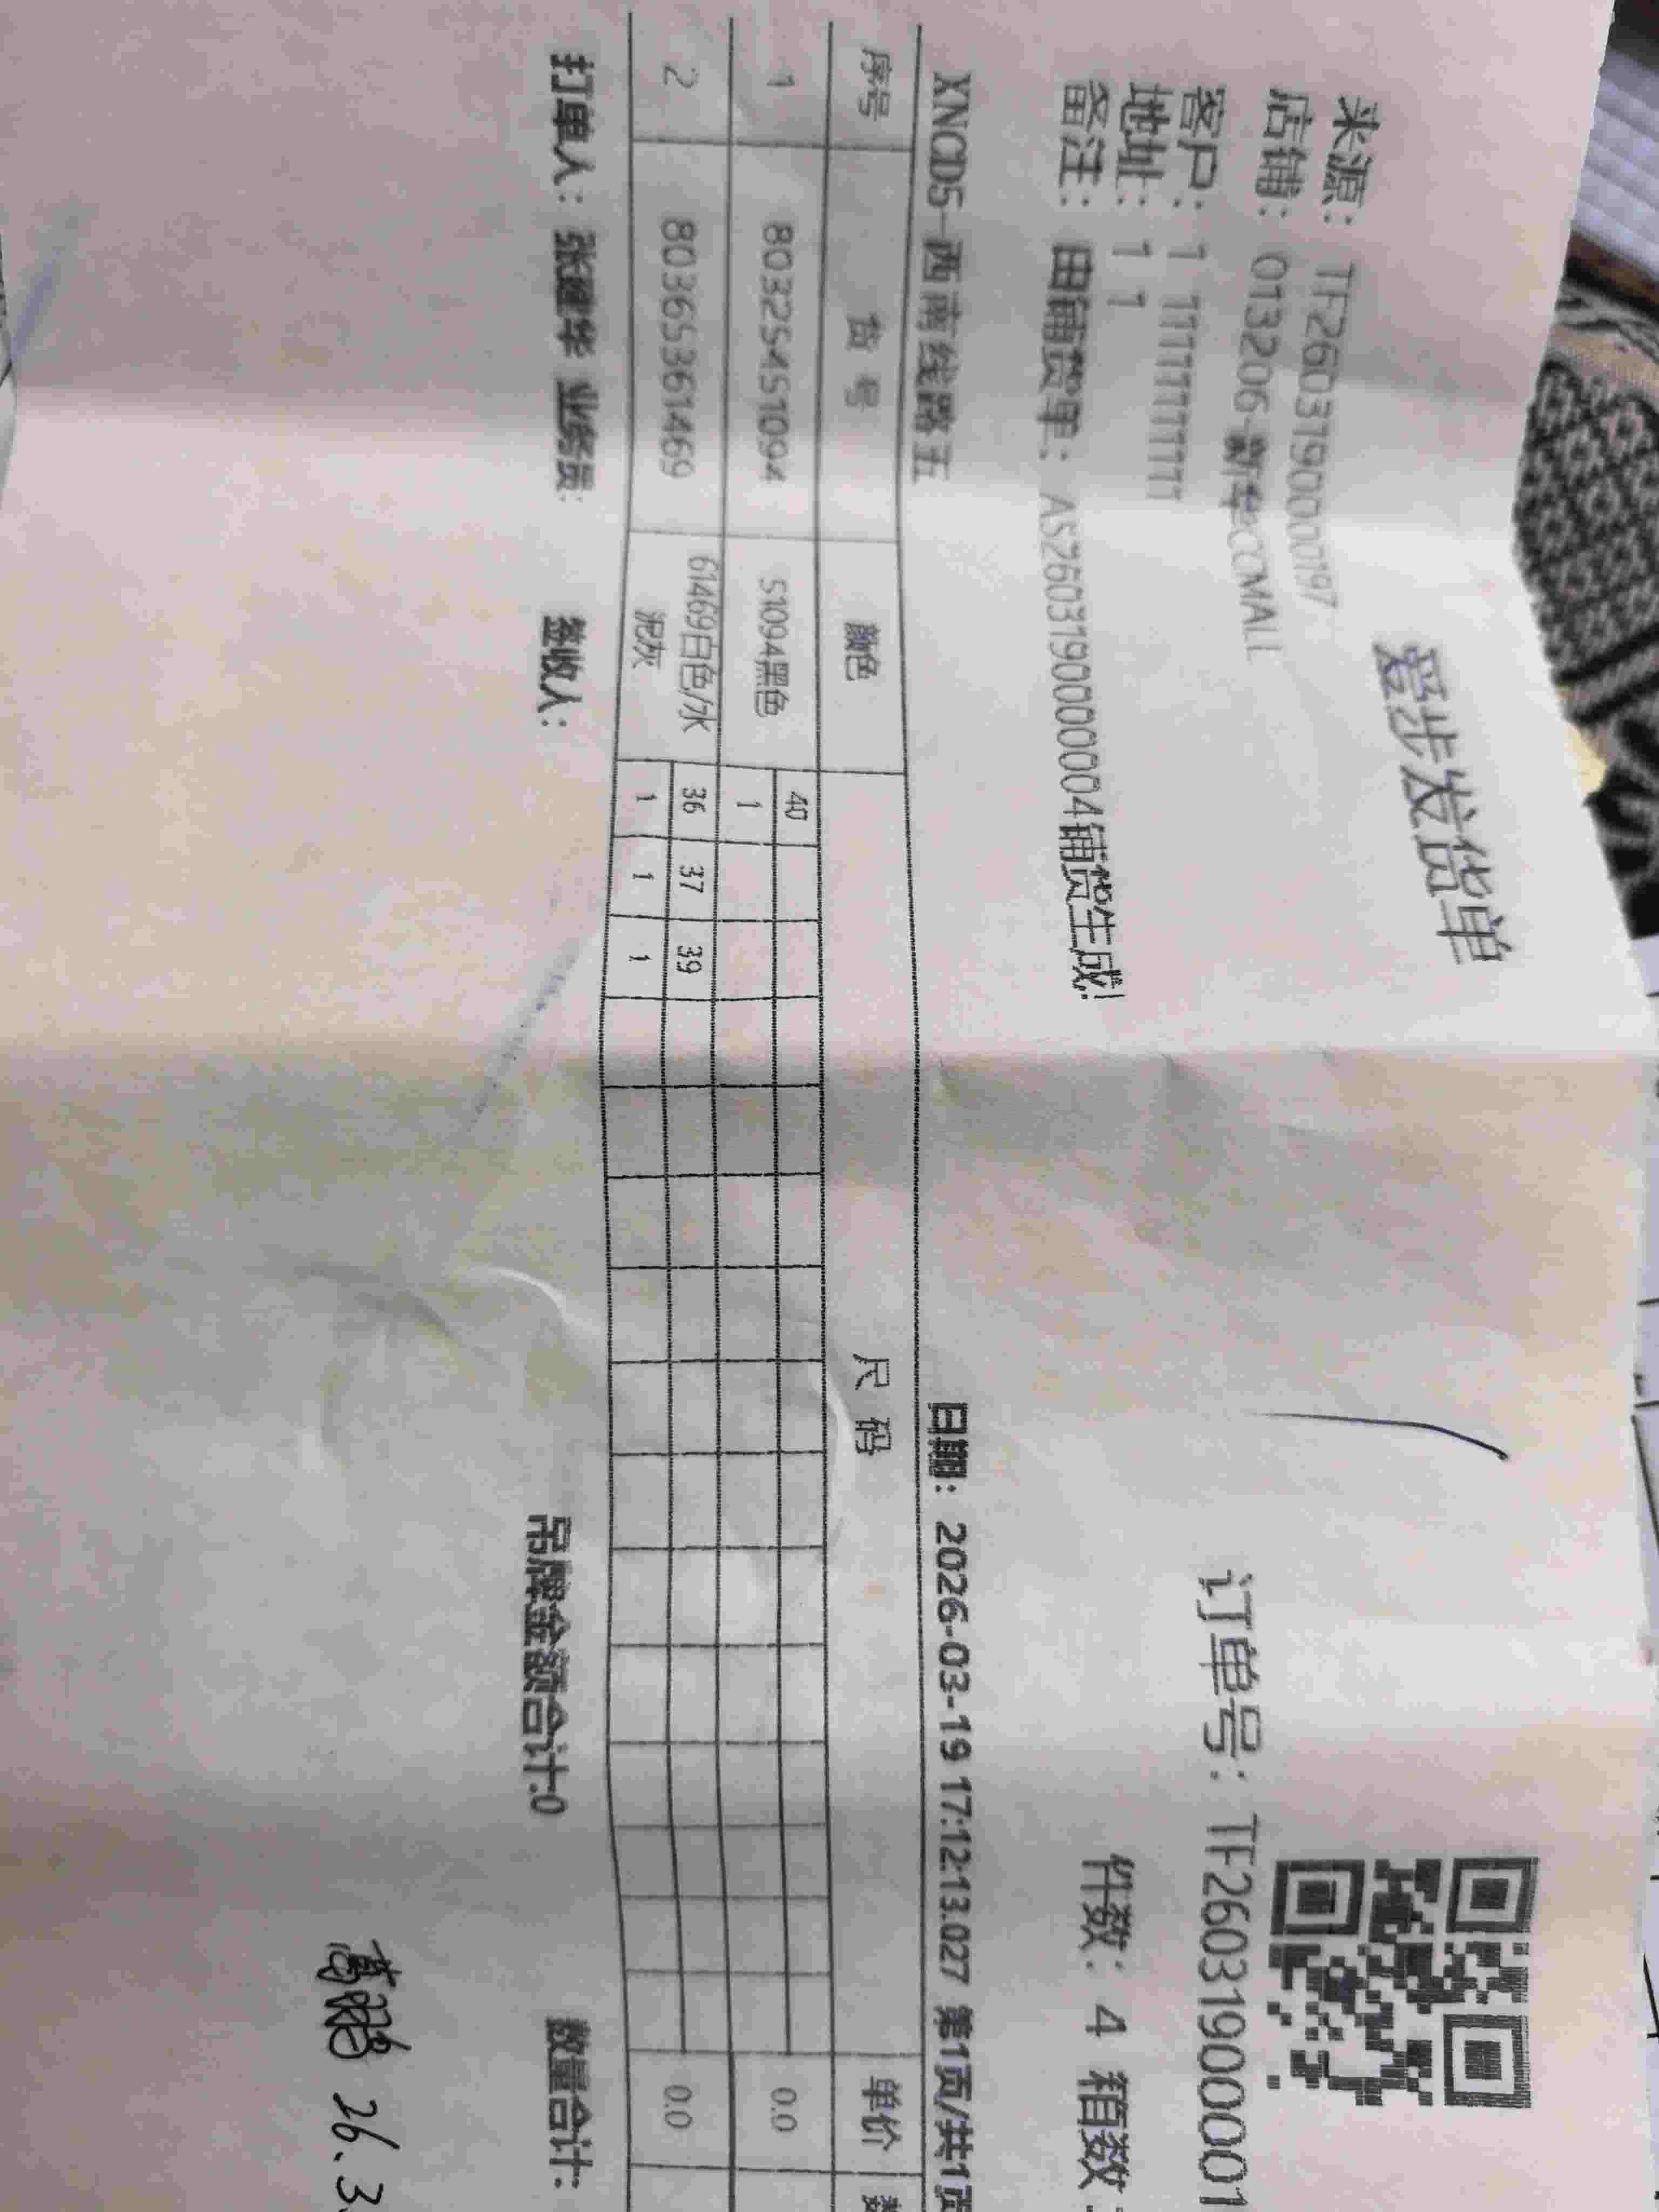 爱步发货单
来源：TF26031900019​7
店铺：013206-新华COMALL
订单号：TF2603190001
客户：1 11111111111
地址：1 1
件数：4 箱数：
备注：由铺货单：AS2603190000004铺货生成!
XNCD5-西南线路五 日期：2026-03-19 17:12:13.027 第1页/共1页
序号 货号 颜色 尺码 单价 数
1 80325451094 51094黑色 40 0.0
1
2 80365361469 61469白色/水泥灰 36 37 39 0.0
1 1 1
打单人：张建华 业务员: 签收人： 吊牌金额合计:0 数量合计:
26.3.